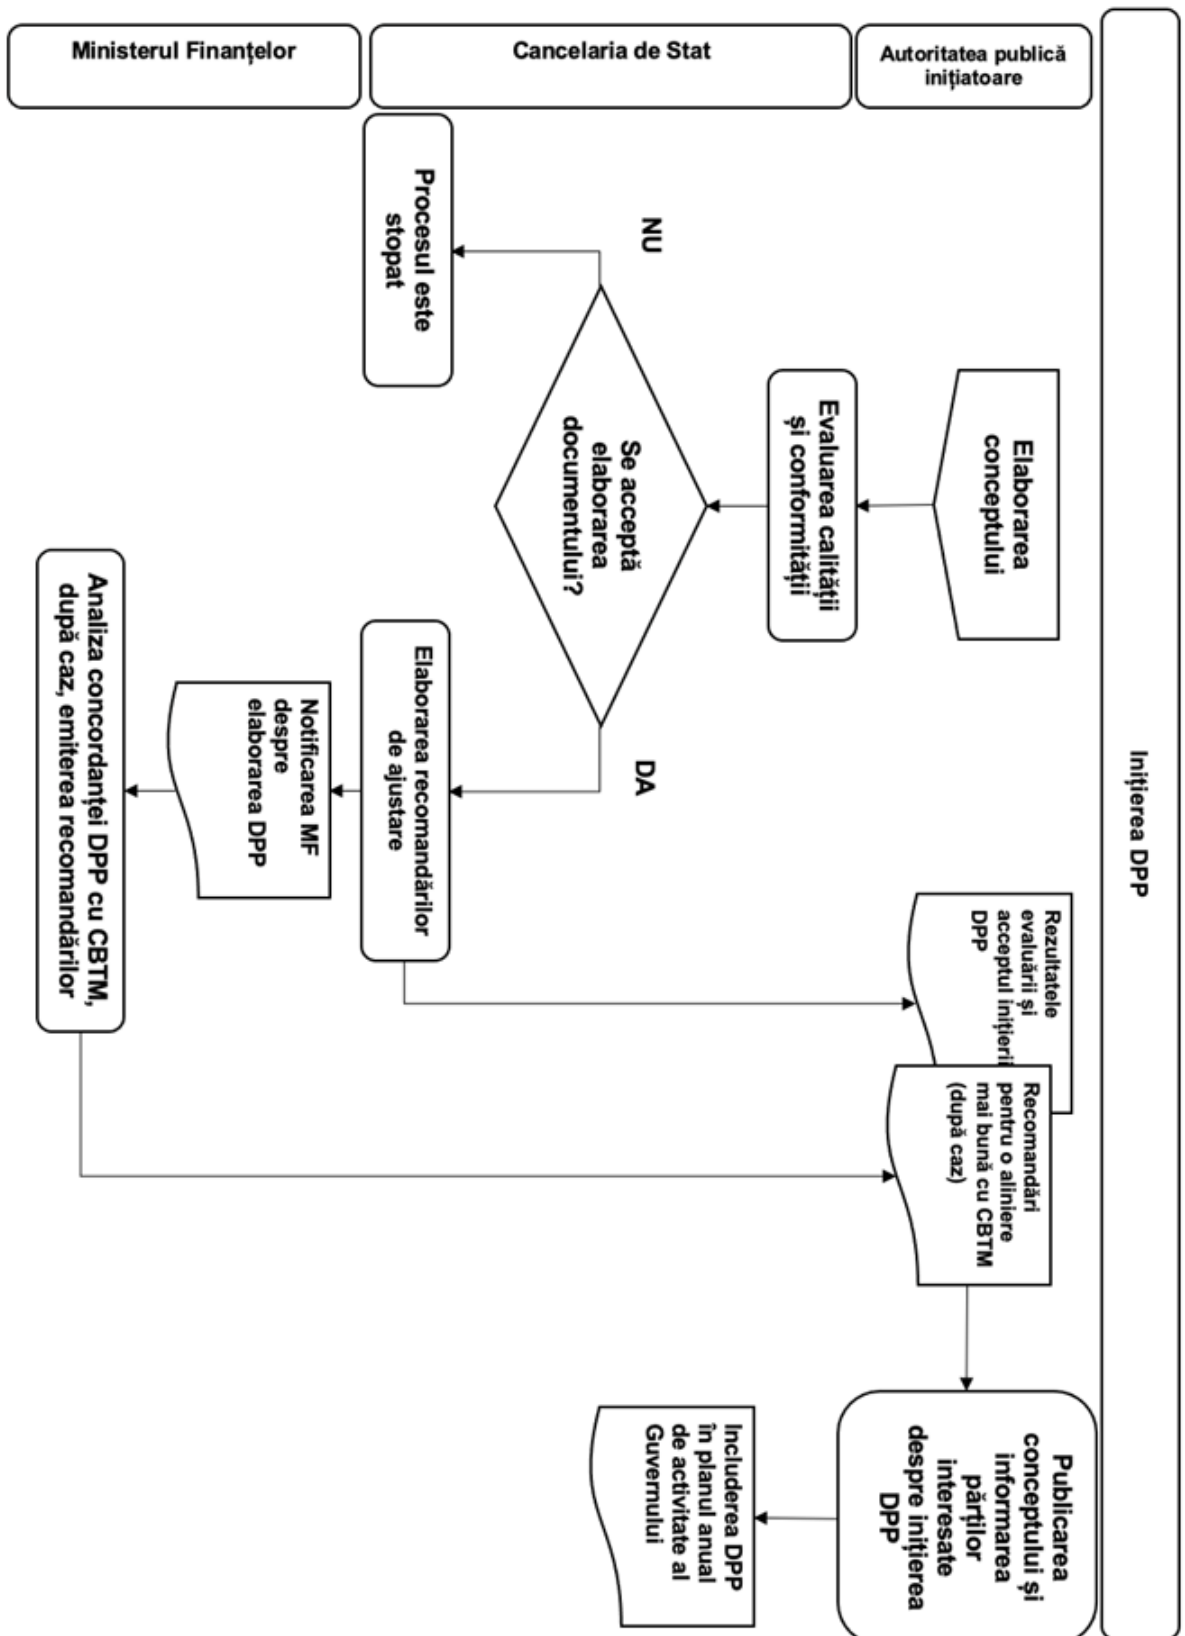 Inițierea DPP
Autoritatea publică
inițiatoare
Cancelaria de Stat
Ministerul Finanțelor
Elaborarea
conceptului
Evaluarea calității
și conformității
Se acceptă
elaborarea
documentului?
NU
Procesul este
stopat
DA
Elaborarea recomandărilor
de ajustare
Notificarea MF
despre
elaborarea DPP
Analiza concordanței DPP cu CBTM,
după caz, emiterea recomandărilor
Rezultatele
evaluării și
acceptul inițierii
DPP
Recomandări
pentru o aliniere
mai bună cu CBTM
(după caz)
Publicarea
conceptului și
informarea
părților
interesate
despre inițierea
DPP
Includerea DPP
în planul anual
de activitate al
Guvernului